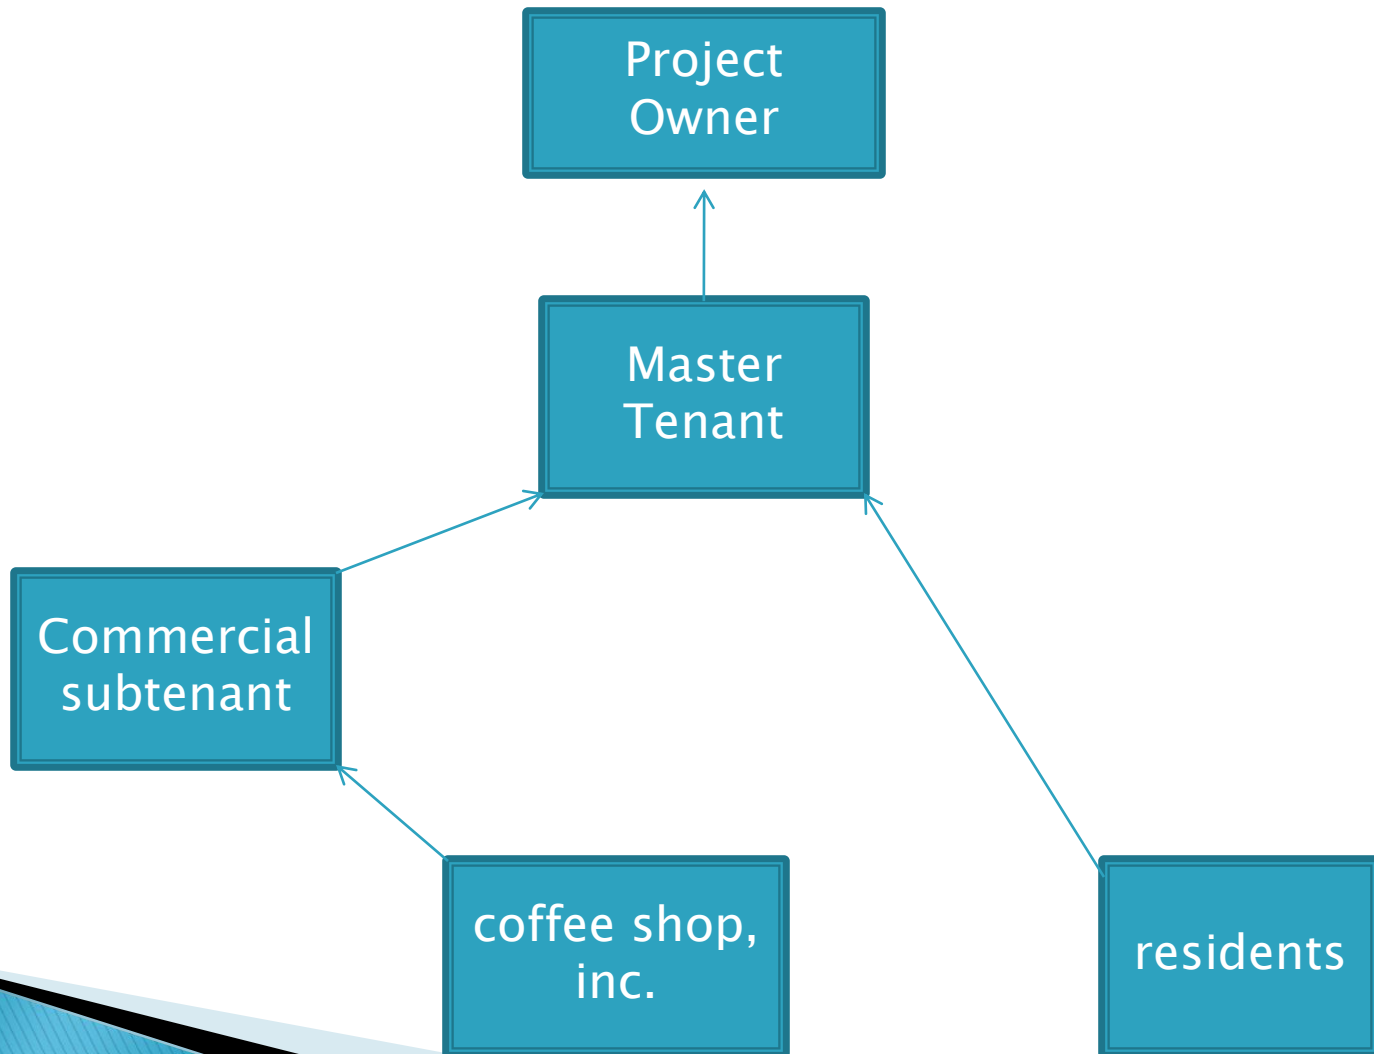 Project
Owner
Master
Tenant
Commercial
subtenant
coffee shop,
inc.
residents